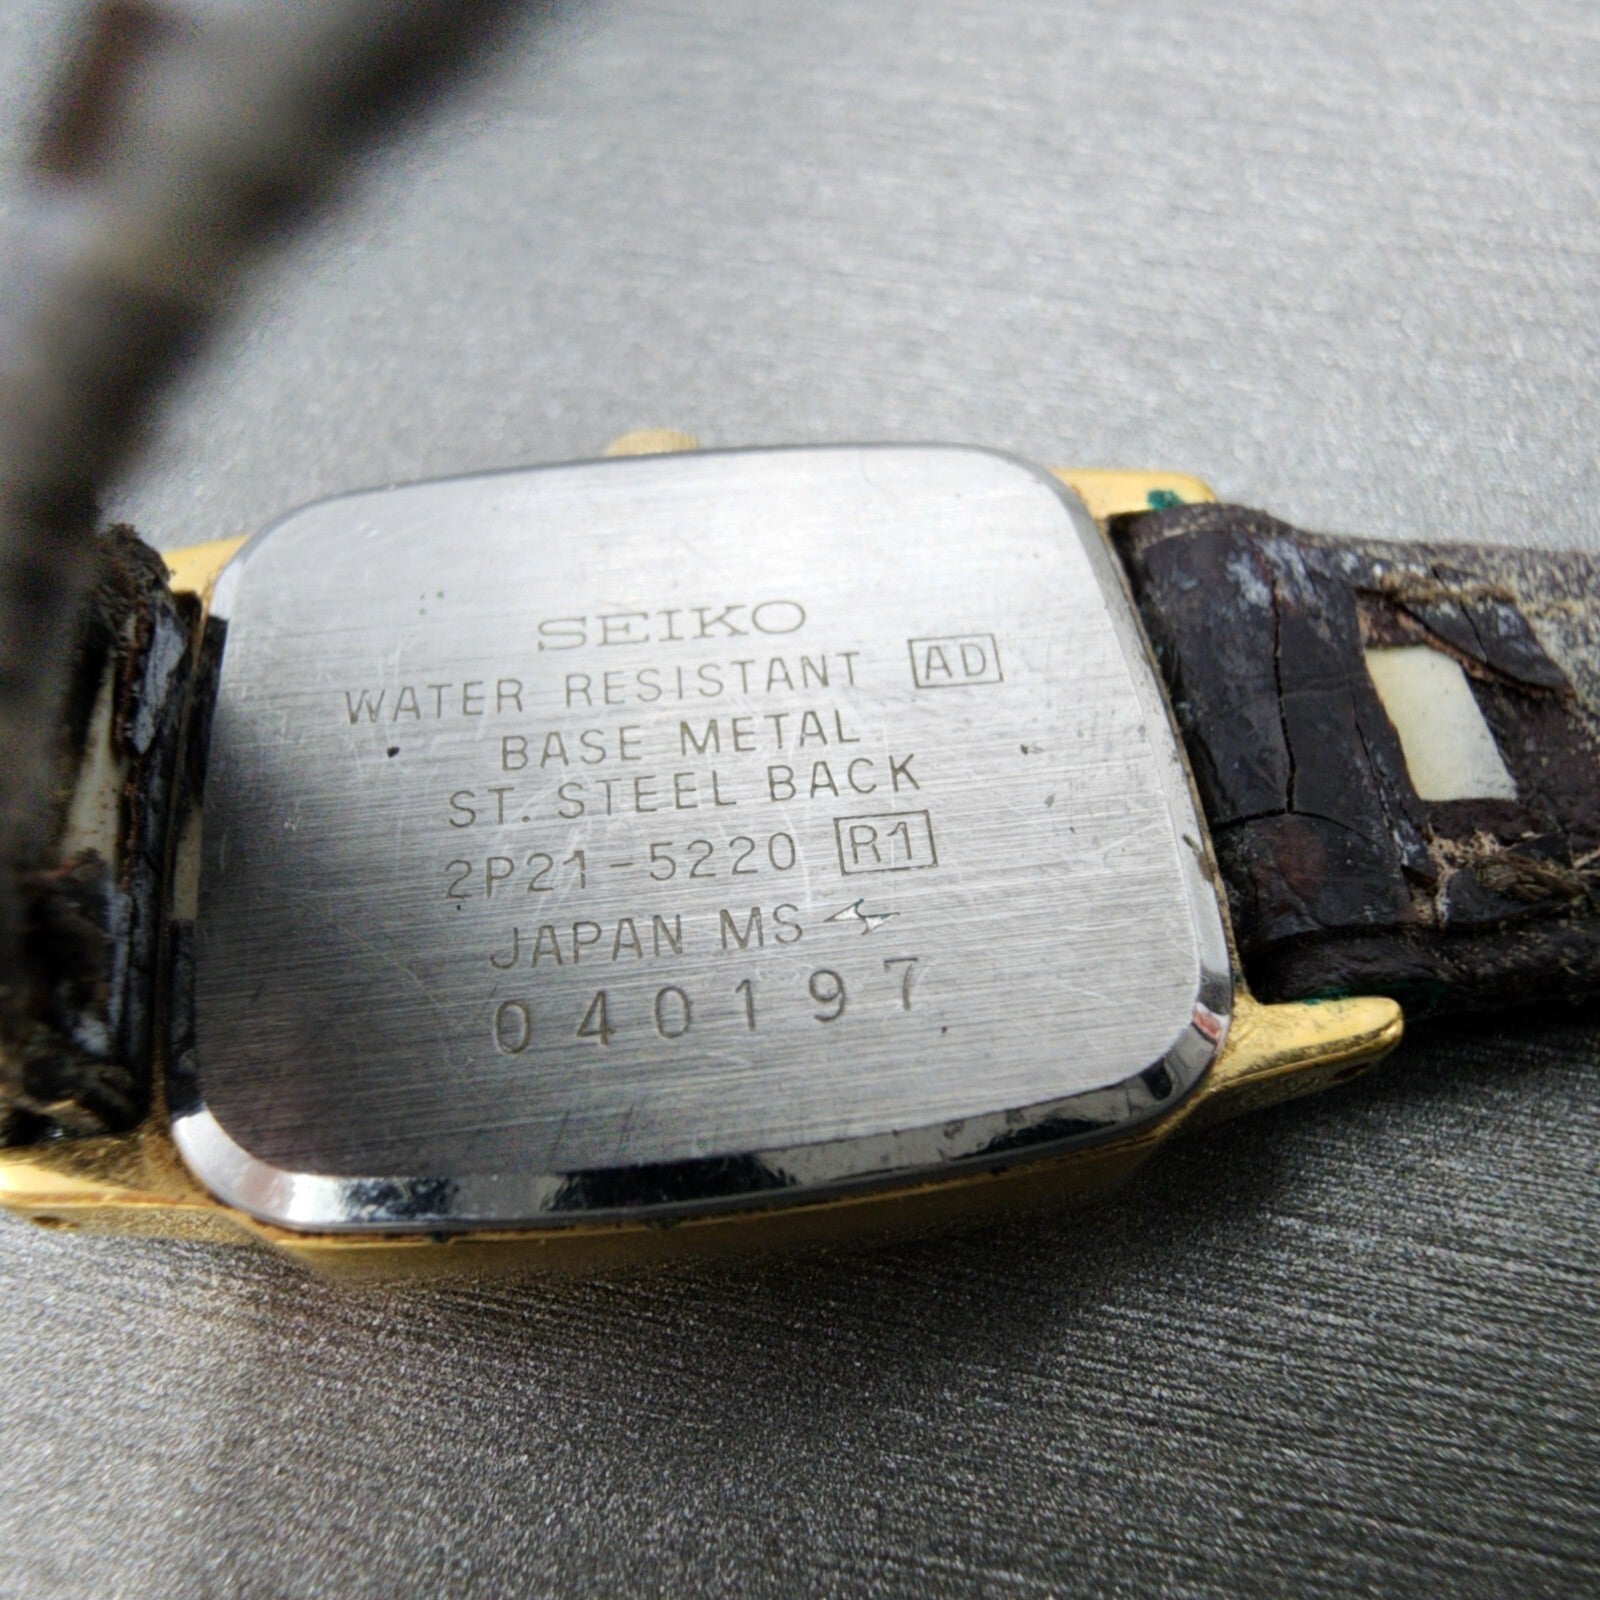 SEIKO
WATER RESISTANT AD
BASE METAL
ST. STEEL BACK
2P21-5220 R1
JAPAN MS
040197